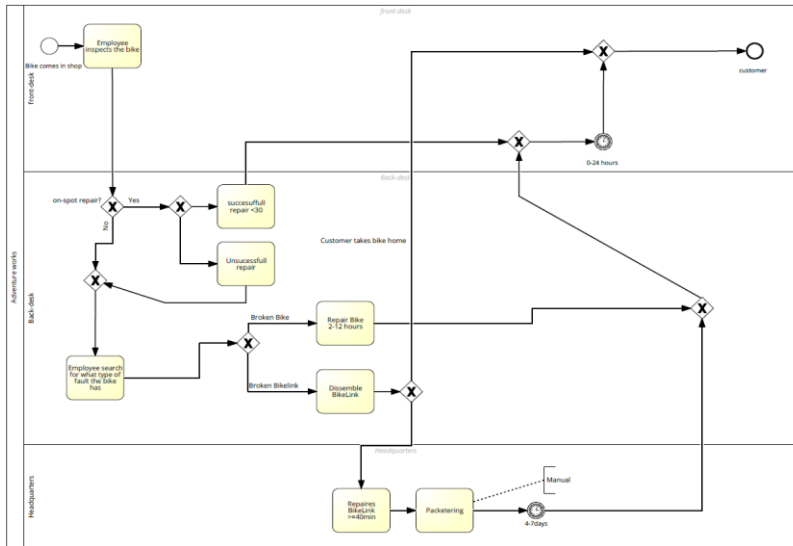 front-desk
Employee
inspects the bike
Bike comes in shop
customer
front-desk
0-24 hours
Back-desk
on-spot repair?
Yes
succesuffull
repair <30
No
Customer takes bike home
Unsucessfull
repair
Adventure works
Back-desk
Broken Bike
Repair Bike
2-12 hours
Employee search
for what type of
fault the bike
has
Broken Bikelink
Dissemble
BikeLink
Headquarters
Manual
Headquarters
Repaires
BikeLink
>=40min
Packetering
4-7days